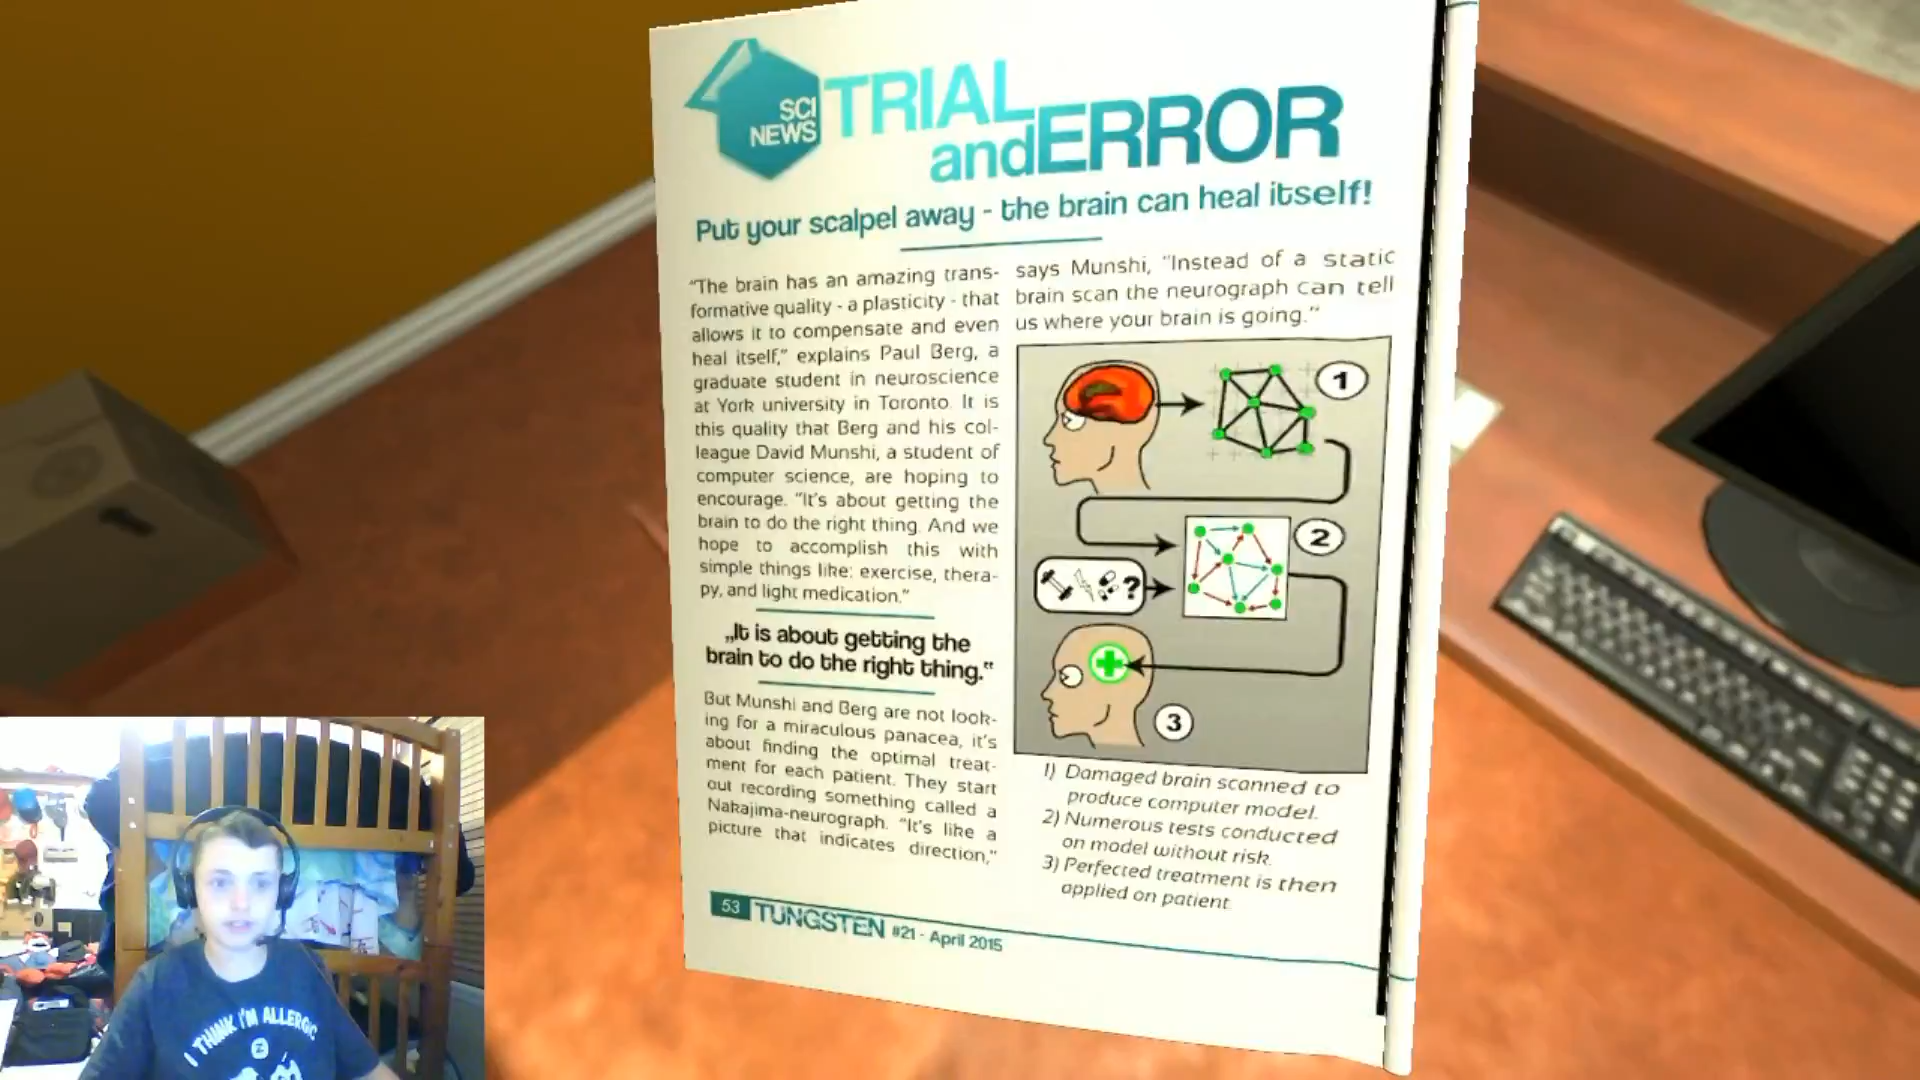 SCI
NEWS
TRIAL
and ERROR
Put your scalpel away - the brain can heal itself!
"The brain has an amazing trans-
formative quality - a plasticity - that
allows it to compensate and even
heal itself," explains Paul Berg, a
graduate student in neuroscience
at York university in Toronto. It is
this quality that Berg and his col-
league David Munshi, a student of
computer science, are hoping to
encourage. "It's about getting the
brain to do the right thing. And we
hope to accomplish this with
simple things like: exercise, thera-
py, and light medication."
„It is about getting the
brain to do the right thing."
But Munshi and Berg are not look-
ing for a miraculous panacea, it's
about finding the optimal treat-
ment for each patient. They start
out recording something called a
Nakajima-neurograph. "It's like a
picture that indicates direction,"
says Munshi, "Instead of a static
brain scan the neurograph can tell
us where your brain is going."
1
2
?
3
1) Damaged brain scanned to
produce computer model.
2) Numerous tests conducted
on model without risk.
3) Perfected treatment is then
applied on patient.
53 TUNGSTEN #21 - April 2015
I THINK I'M ALLERGIC
Z